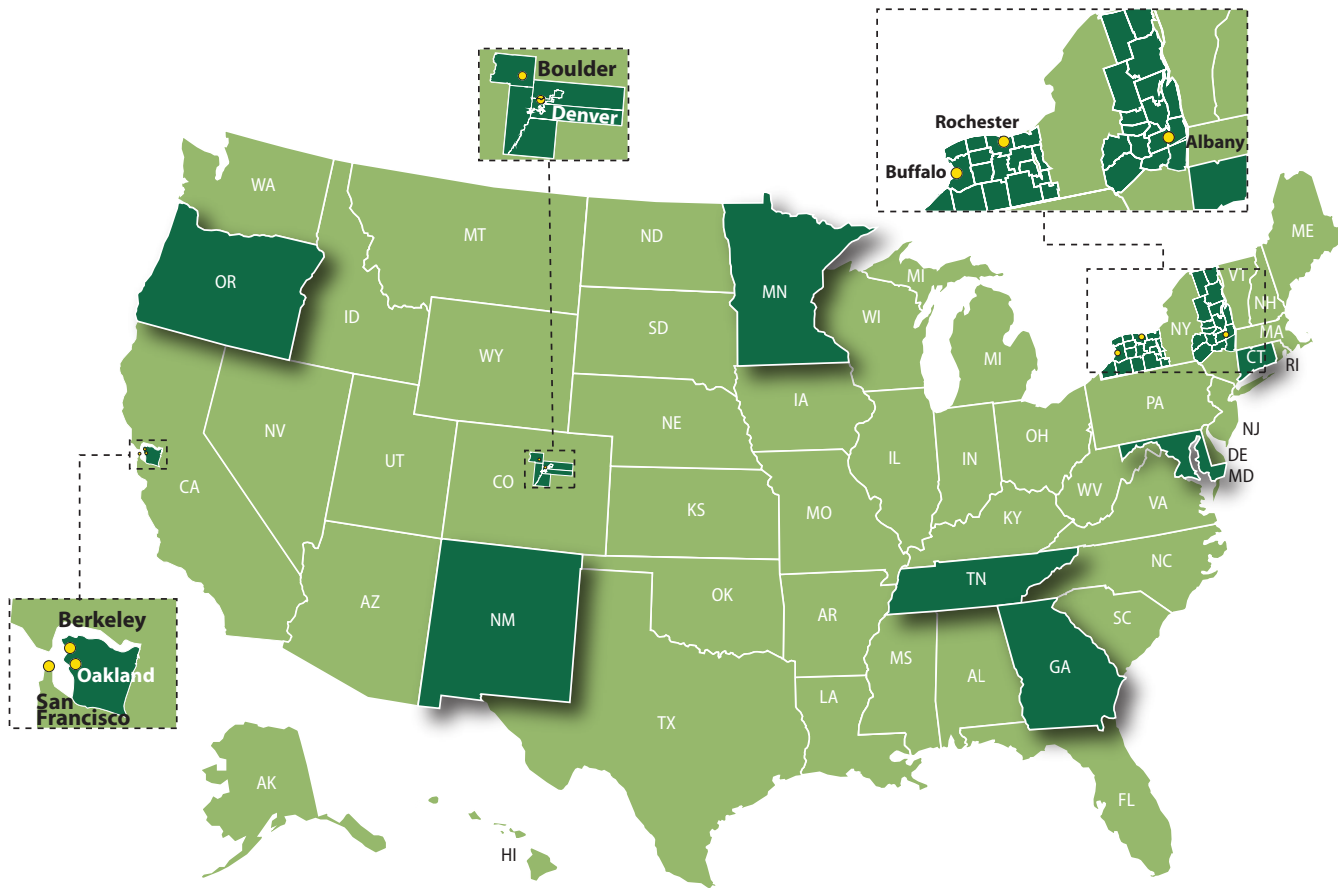 Boulder
Denver
Rochester
Albany
Buffalo
WA
MT
ND
ME
OR
MN
MI
VT
ID
SD
WI
NH
WY
MI
NY
MA
CT
RI
IA
PA
NV
NE
OH
NJ
UT
CO
IL
IN
DE
CA
MD
KS
MO
WV
VA
KY
NC
AZ
NM
OK
TN
AR
SC
Berkeley
Oakland
San
Francisco
MS
AL
GA
TX
LA
AK
FL
HI